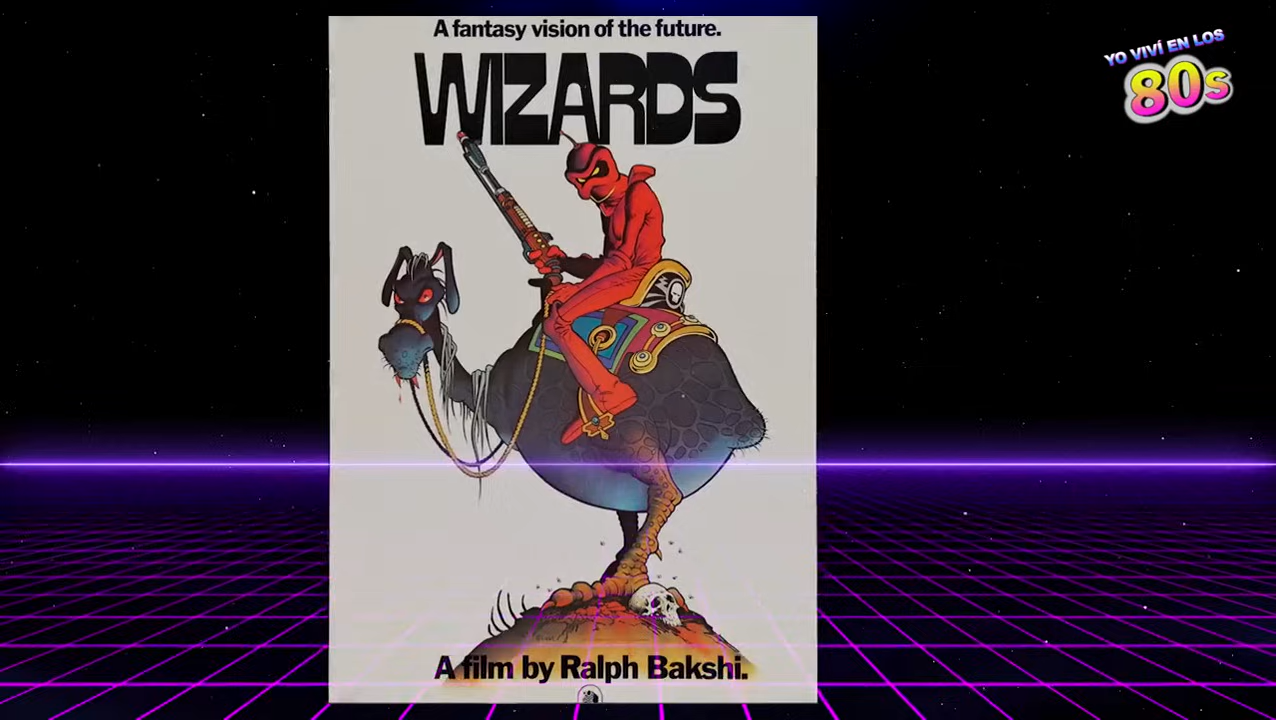 A fantasy vision of the future.
WIZARDS
YO VIVÍ EN LOS
80s
A film by Ralph Bakshi.